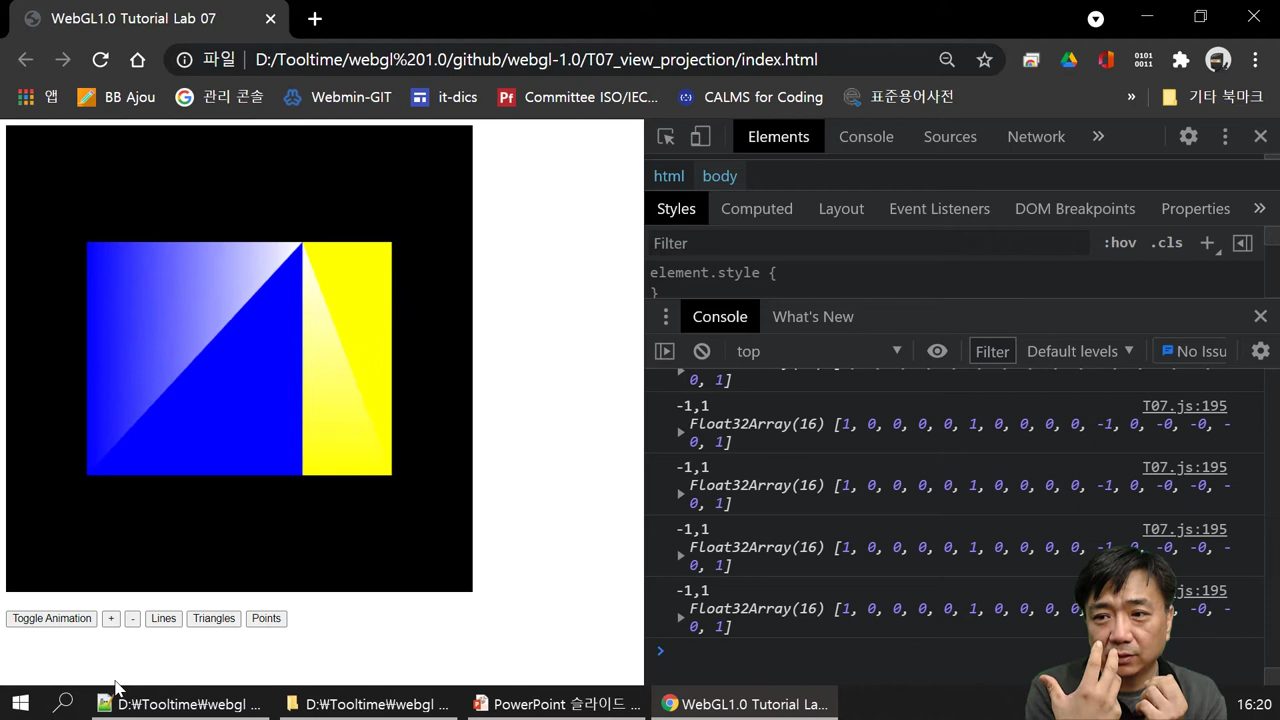 WebGL1.0 Tutorial Lab 07
파일 D:/Tooltime/webgl%201.0/github/webgl-1.0/T07_view_projection/index.html
0101
0011
앱 BB Ajou 관리 콘솔 Webmin-GIT it-dics Committee ISO/IEC... CALMS for Coding 표준용어사전 » 기타 북마크
Elements Console Sources Network »
html body
Styles Computed Layout Event Listeners DOM Breakpoints Properties »
Filter :hov .cls +
element.style {
}
Console What's New
top Filter Default levels No Issu
0, 1]
-1,1 T07.js:195
Float32Array(16) [1, 0, 0, 0, 0, 1, 0, 0, 0, 0, -1, 0, -0, -0, -
0, 1]
-1,1 T07.js:195
Float32Array(16) [1, 0, 0, 0, 0, 1, 0, 0, 0, 0, -1, 0, -0, -0, -
0, 1]
-1,1 T07.js:195
Float32Array(16) [1, 0, 0, 0, 0, 1, 0, 0, 0, 0, -1, 0, -0, -0, -
0, 1]
-1,1 .js:195
Float32Array(16) [1, 0, 0, 0, 0, 1, 0, 0, 0, -0, -0, -
0, 1]
Toggle Animation + - Lines Triangles Points
D:₩Tooltime₩webgl ... D:₩Tooltime₩webgl ... PowerPoint 슬라이드 ... WebGL1.0 Tutorial La... 16:20